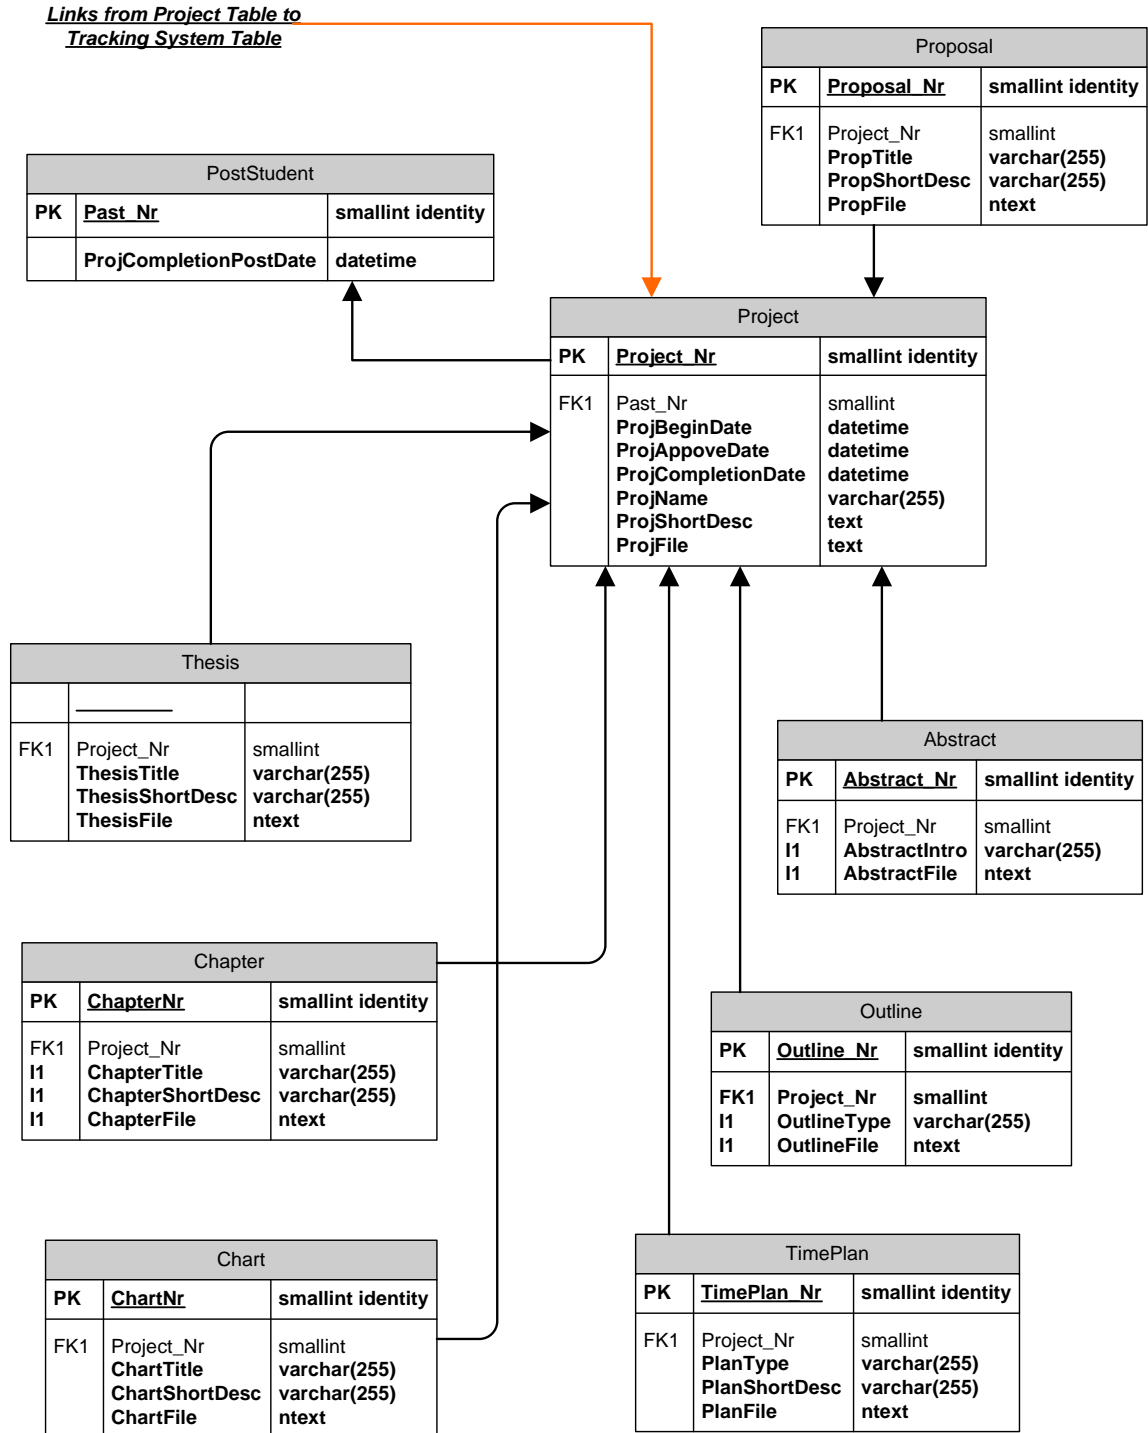 Links from Project Table to
Tracking System Table
Proposal
PK Proposal_Nr smallint identity
FK1 Project_Nr smallint
PropTitle varchar(255)
PropShortDesc varchar(255)
PropFile ntext
PostStudent
PK Past_Nr smallint identity
ProjCompletionPostDate datetime
Project
PK Project_Nr smallint identity
FK1 Past_Nr smallint
ProjBeginDate datetime
ProjAppoveDate datetime
ProjCompletionDate datetime
ProjName varchar(255)
ProjShortDesc text
ProjFile text
Thesis
FK1 Project_Nr smallint
ThesisTitle varchar(255)
ThesisShortDesc varchar(255)
ThesisFile ntext
Abstract
PK Abstract_Nr smallint identity
FK1 Project_Nr smallint
I1 AbstractIntro varchar(255)
I1 AbstractFile ntext
Chapter
PK ChapterNr smallint identity
FK1 Project_Nr smallint
I1 ChapterTitle varchar(255)
I1 ChapterShortDesc varchar(255)
I1 ChapterFile ntext
Outline
PK Outline_Nr smallint identity
FK1 Project_Nr smallint
I1 OutlineType varchar(255)
I1 OutlineFile ntext
Chart
PK ChartNr smallint identity
FK1 Project_Nr smallint
ChartTitle varchar(255)
ChartShortDesc varchar(255)
ChartFile ntext
TimePlan
PK TimePlan_Nr smallint identity
FK1 Project_Nr smallint
PlanType varchar(255)
PlanShortDesc varchar(255)
PlanFile ntext